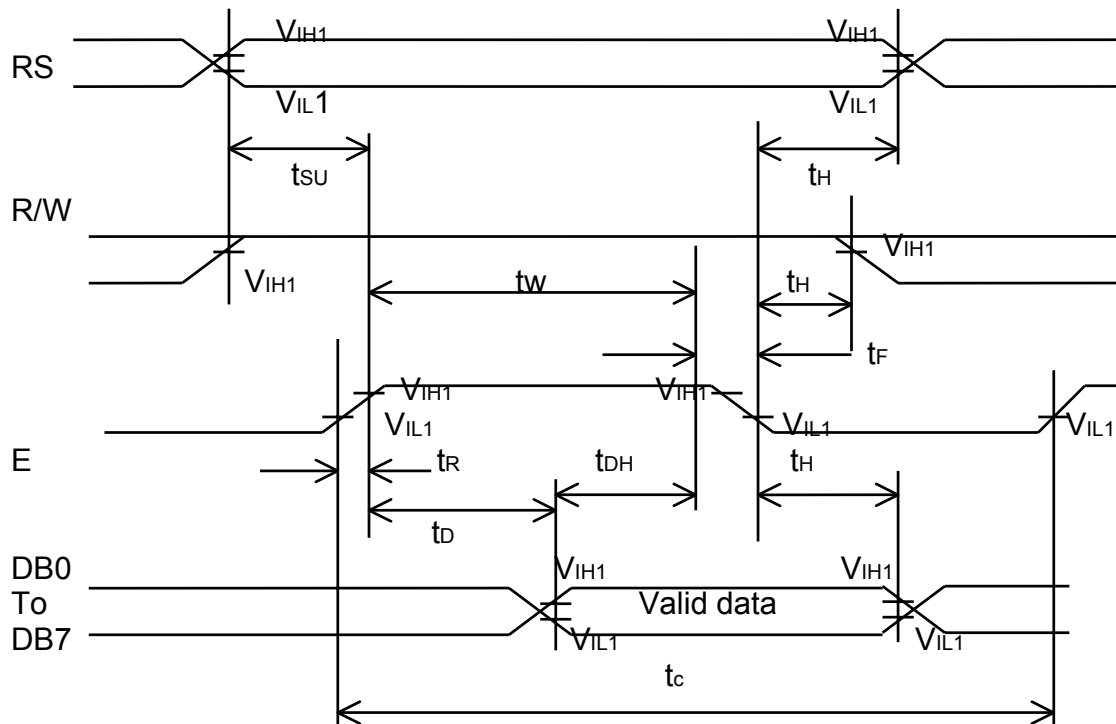 VIH1 VIH1
RS
VIL1 VIL1
tSU tH
R/W
VIH1
VIH1
tw tH
tF
VIH1 VIH1
VIL1 VIL1 VIL1
E tR tDH tH
tD
DB0 VIH1 VIH1
To Valid data
DB7 VIL1 VIL1
tc